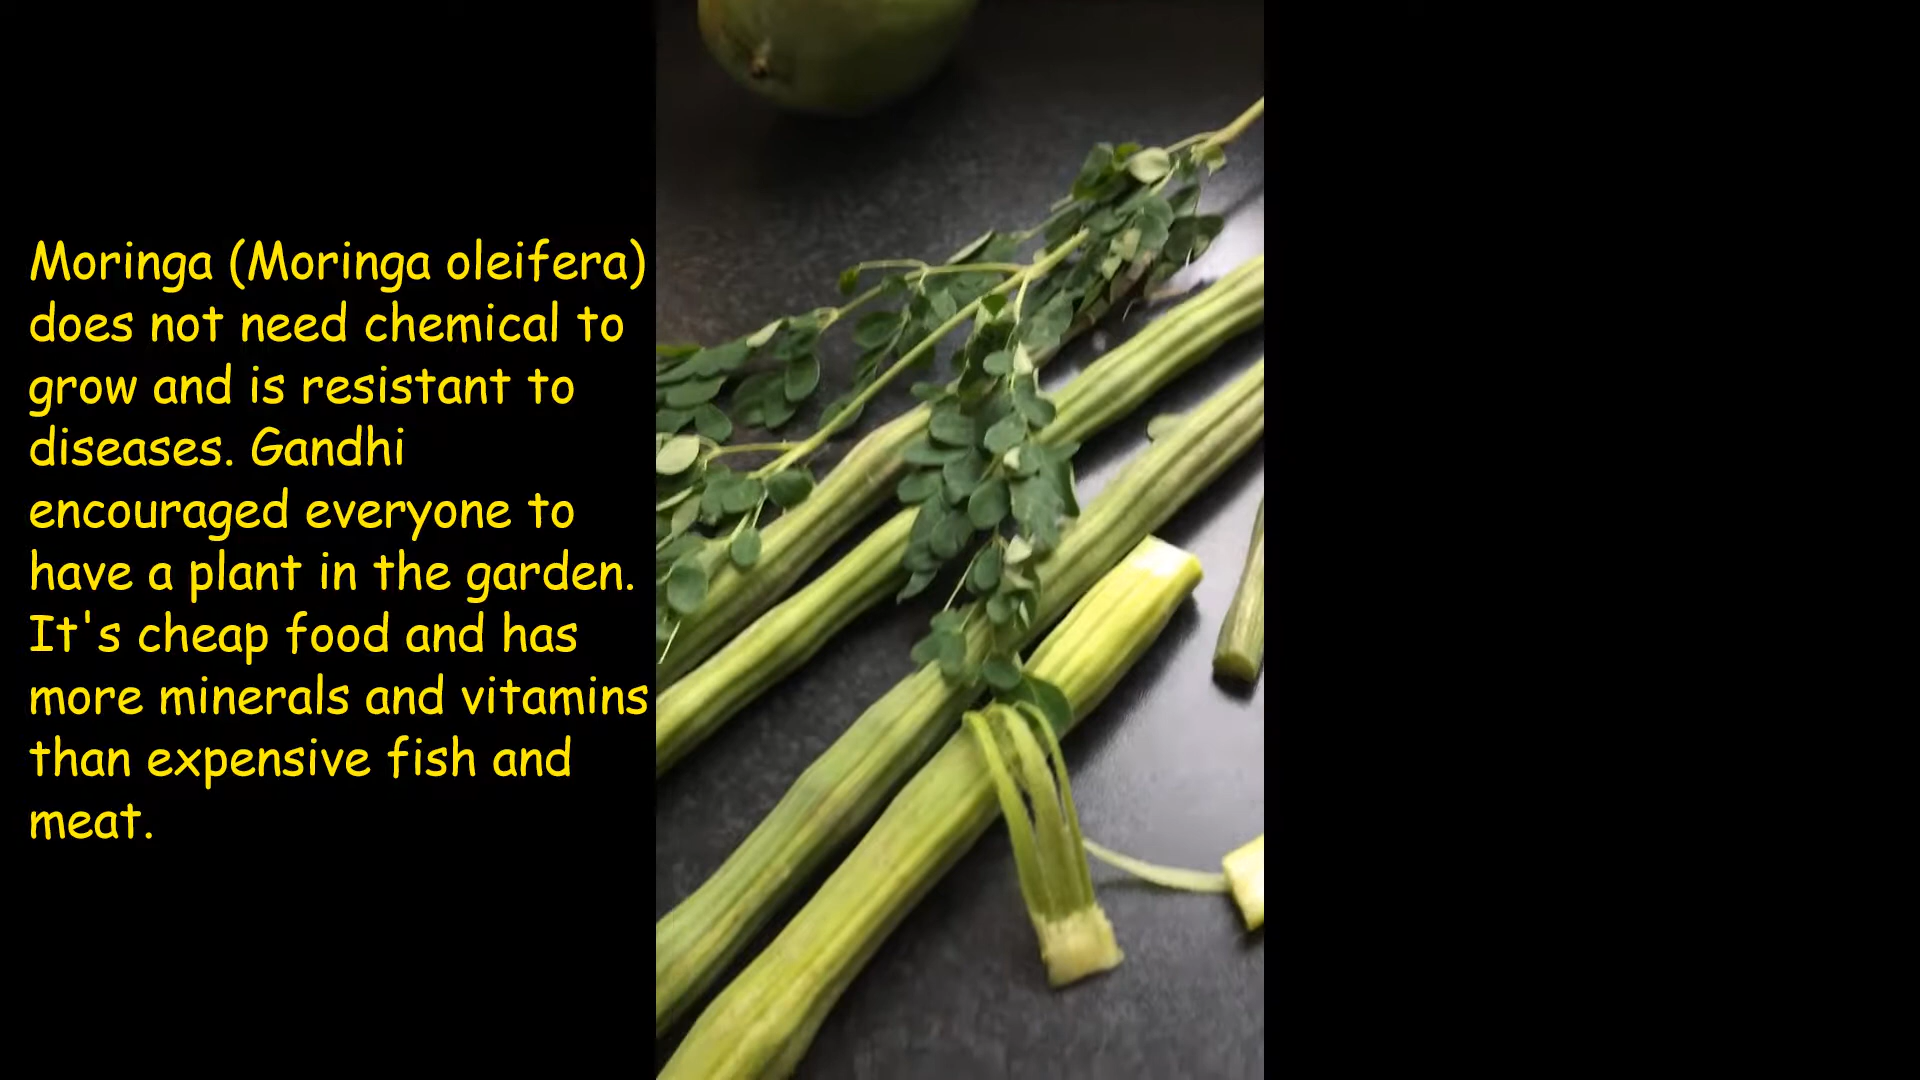 Moringa (Moringa oleifera)
does not need chemical to
grow and is resistant to
diseases. Gandhi
encouraged everyone to
have a plant in the garden.
It's cheap food and has
more minerals and vitamins
than expensive fish and
meat.